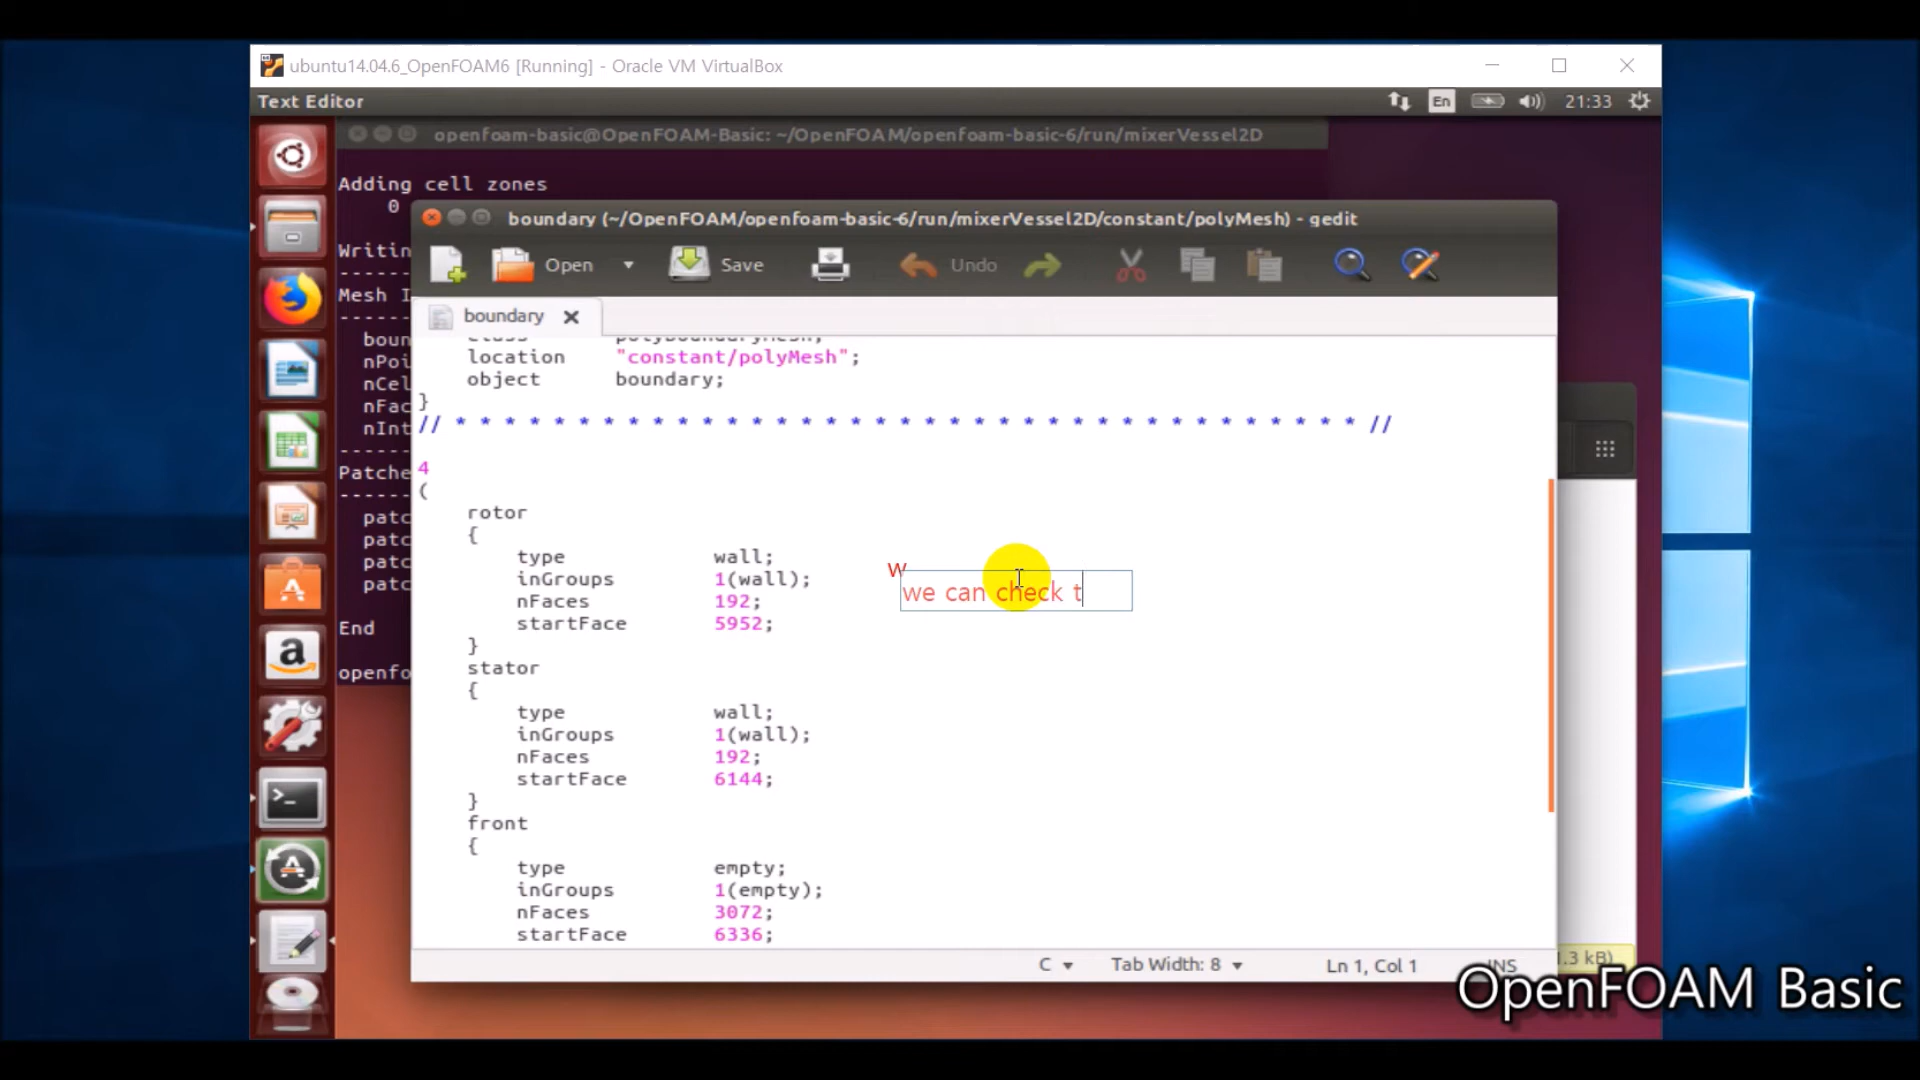 ubuntu14.04.6_OpenFOAM6 [Running] - Oracle VM VirtualBox
Text Editor
En
21:33
openfoam-basic@OpenFOAM-Basic: ~/OpenFOAM/openfoam-basic-6/run/mixerVessel2D
Adding cell zones
0
boundary (~/OpenFOAM/openfoam-basic-6/run/mixerVessel2D/constant/polyMesh) - gedit
Writin
Open
Save
Undo
------
Mesh I
------
boundary
boun
nPoi
nCel
nFac
nInt
------
Patche
------
patc
patc
patc
patc
End
openfo
class polyBoundaryMesh;
location "constant/polyMesh";
object boundary;
}
// * * * * * * * * * * * * * * * * * * * * * * * * * * * * * * * * * * * * * //
4
(
rotor
{
type wall;
inGroups 1(wall);
nFaces 192;
startFace 5952;
}
stator
{
type wall;
inGroups 1(wall);
nFaces 192;
startFace 6144;
}
front
{
type empty;
inGroups 1(empty);
nFaces 3072;
startFace 6336;
w
we can check t
C
Tab Width: 8
Ln 1, Col 1
INS
.3 kB)
OpenFOAM Basic